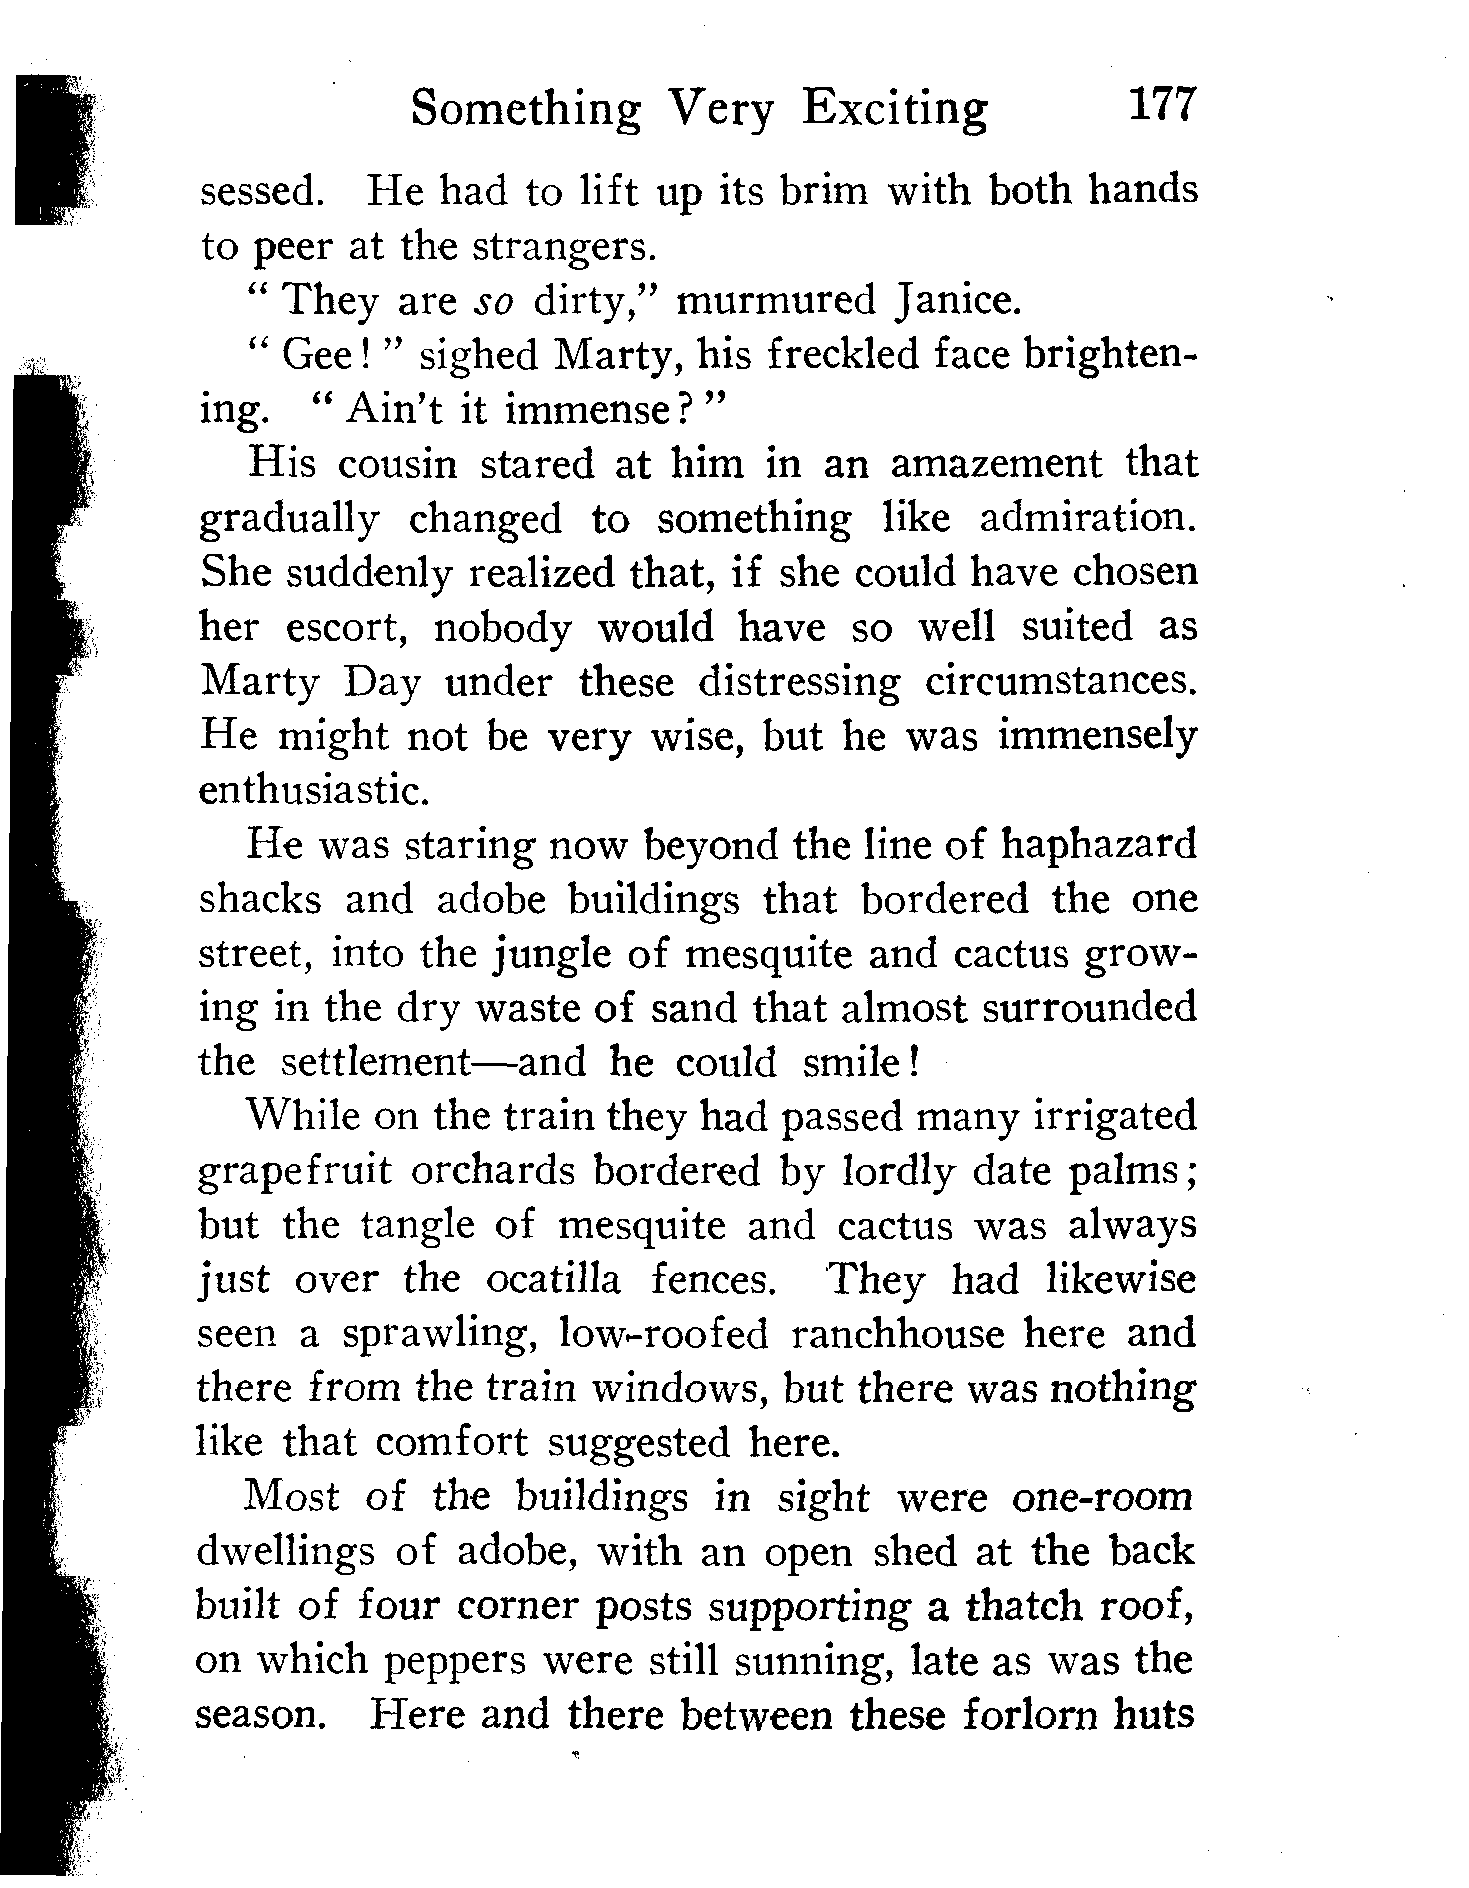 Something Very Exciting 177
sessed. He had to lift up its brim with both hands
to peer at the strangers.
“ They are so dirty,” murmured Janice.
“ Gee! ” sighed Marty, his freckled face brighten-
ing. “ Ain't it immense? ”
His cousin stared at him in an amazement that
gradually changed to something like admiration.
She suddenly realized that, if she could have chosen
her escort, nobody would have so well suited as
Marty Day under these distressing circumstances.
He might not be very wise, but he was immensely
enthusiastic.
He was staring now beyond the line of haphazard
shacks and adobe buildings that bordered the one
street, into the jungle of mesquite and cactus grow-
ing in the dry waste of sand that almost surrounded
the settlement—and he could smile!
While on the train they had passed many irrigated
grapefruit orchards bordered by lordly date palms;
but the tangle of mesquite and cactus was always
just over the ocatilla fences. They had likewise
seen a sprawling, low-roofed ranchhouse here and
there from the train windows, but there was nothing
like that comfort suggested here.
Most of the buildings in sight were one-room
dwellings of adobe, with an open shed at the back
built of four corner posts supporting a thatch roof,
on which peppers were still sunning, late as was the
season. Here and there between these forlorn huts